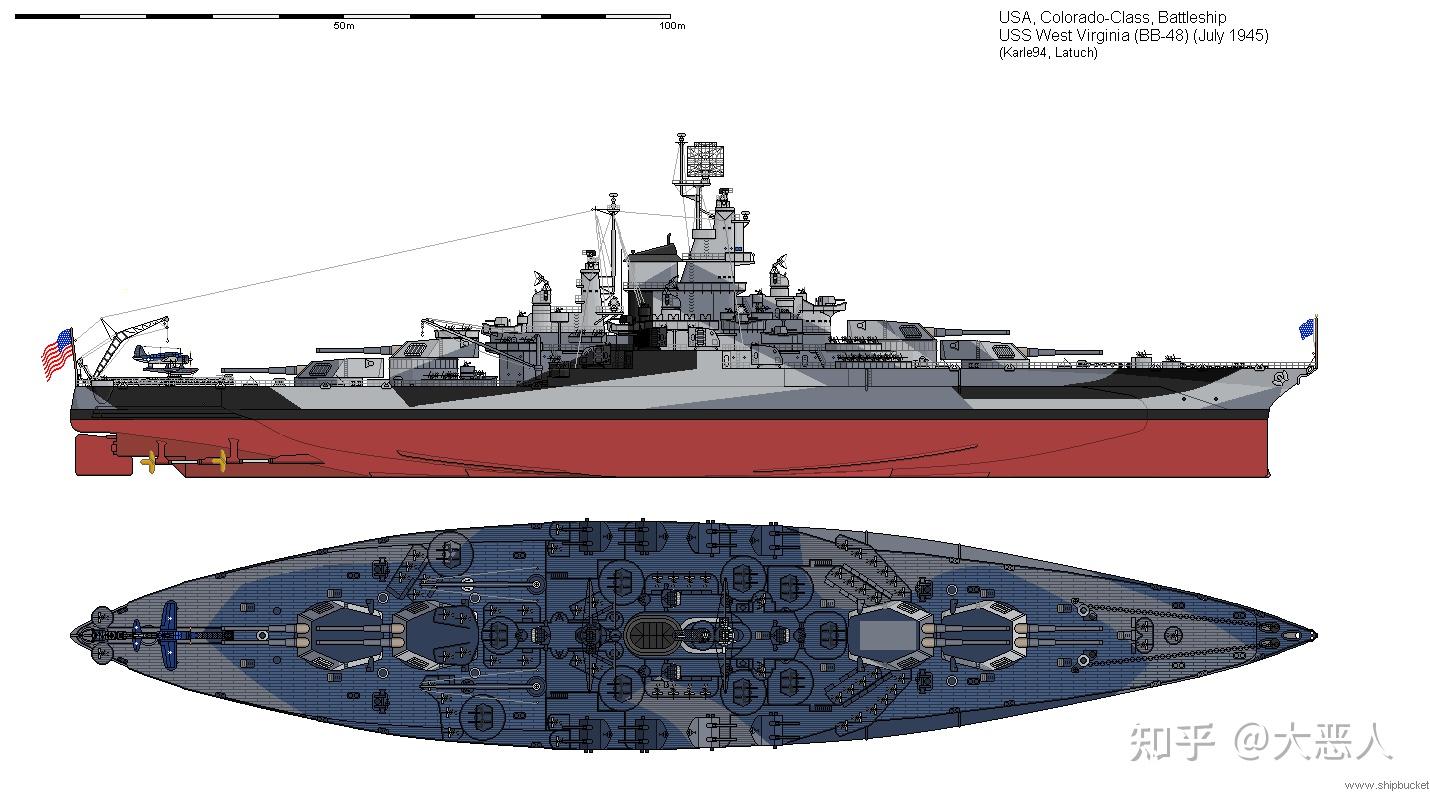 50m
100m
USA, Colorado-Class, Battleship
USS West Virginia (BB-48) (July 1945)
(Karle94, Latuch)
知乎 @大恶人
www.shipbucket